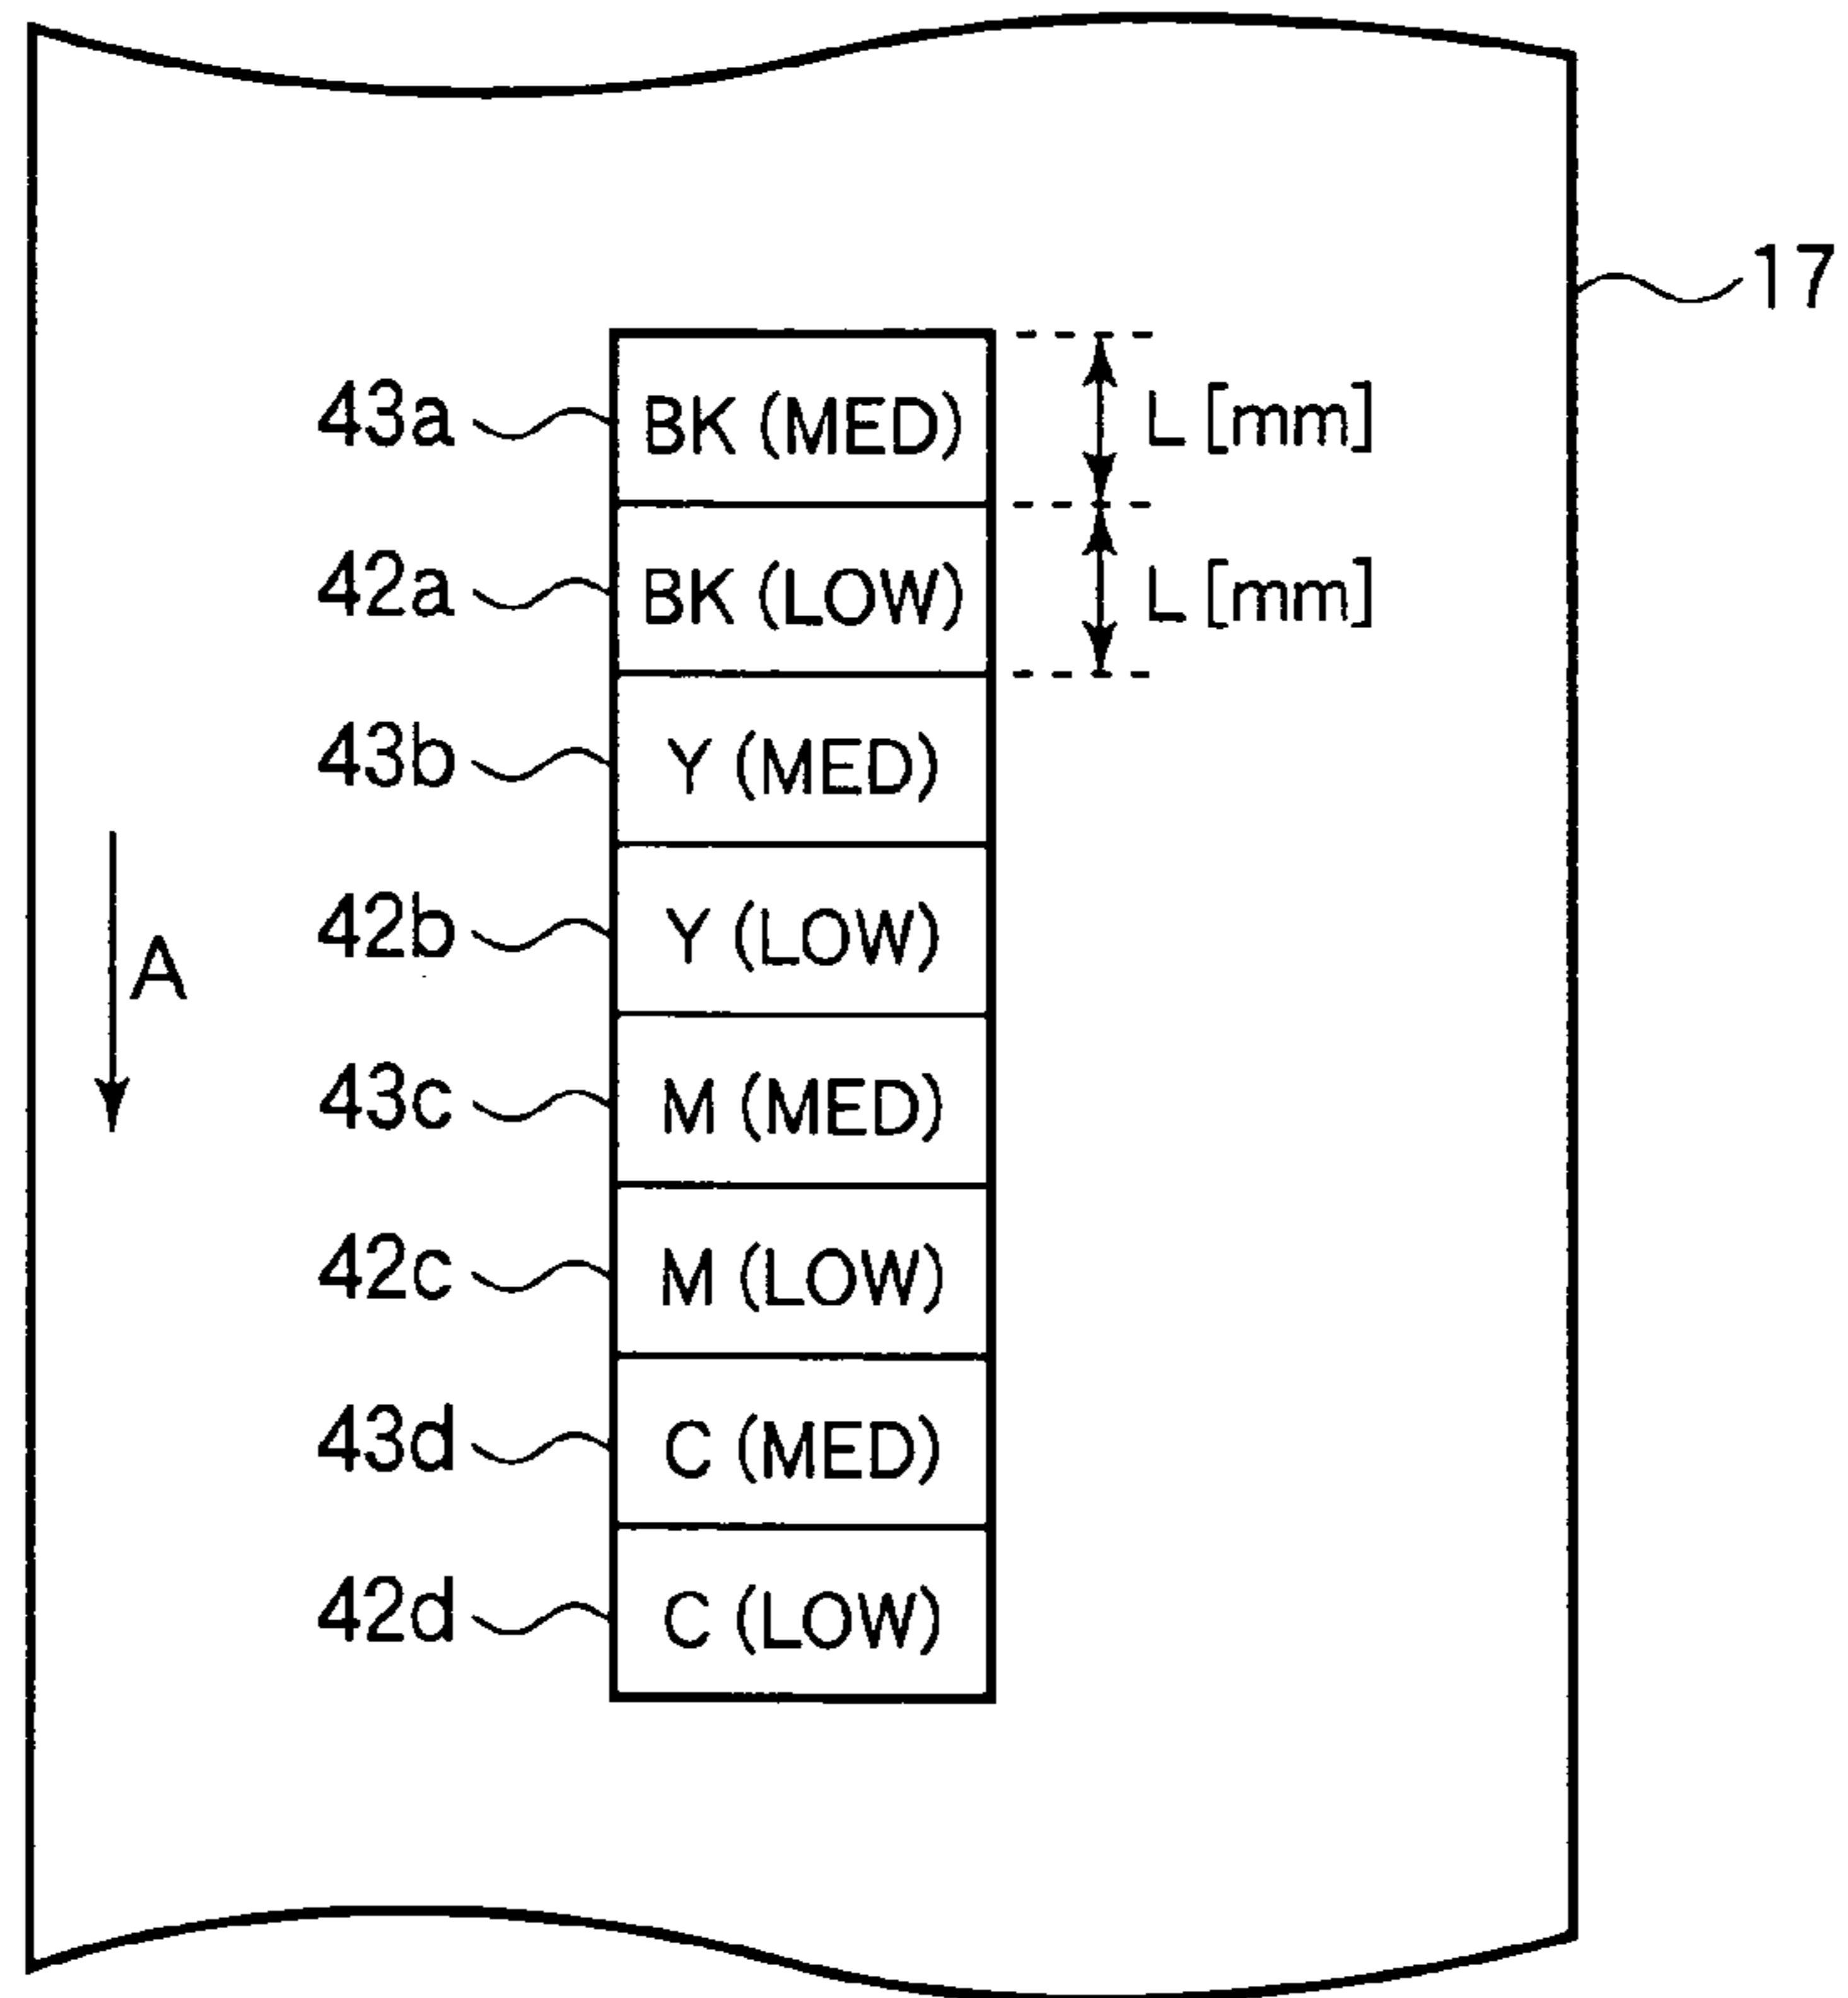 17
43a BK (MED) L [mm]
42a BK (LOW) L [mm]
43b Y (MED)
42b Y (LOW)
A
43c M (MED)
42c M (LOW)
43d C (MED)
42d C (LOW)